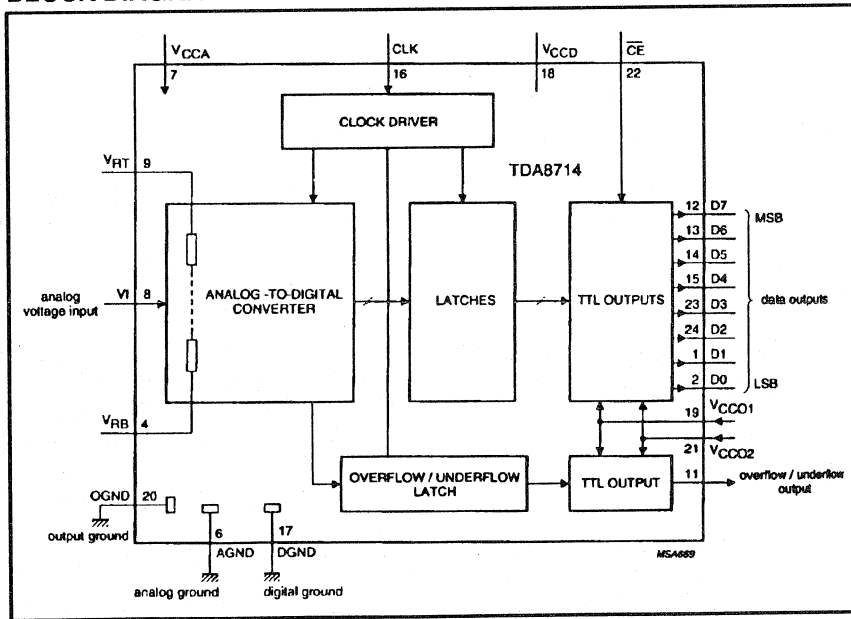 VCCA
7
CLK
16
VCCD
18
CE
22
CLOCK DRIVER
TDA8714
VRT 9
analog
voltage input
VI 8
ANALOG -TO-DIGITAL
CONVERTER
LATCHES
TTL OUTPUTS
12 D7 MSB
13 D6
14 D5
15 D4
23 D3
data outputs
24 D2
1 D1
2 D0 LSB
19 VCCO1
21 VCCO2
VRB 4
OVERFLOW / UNDERFLOW
LATCH
TTL OUTPUT
11
overflow / underflow
output
OGND 20
output ground
6
AGND
analog ground
17
DGND
digital ground
MSA669